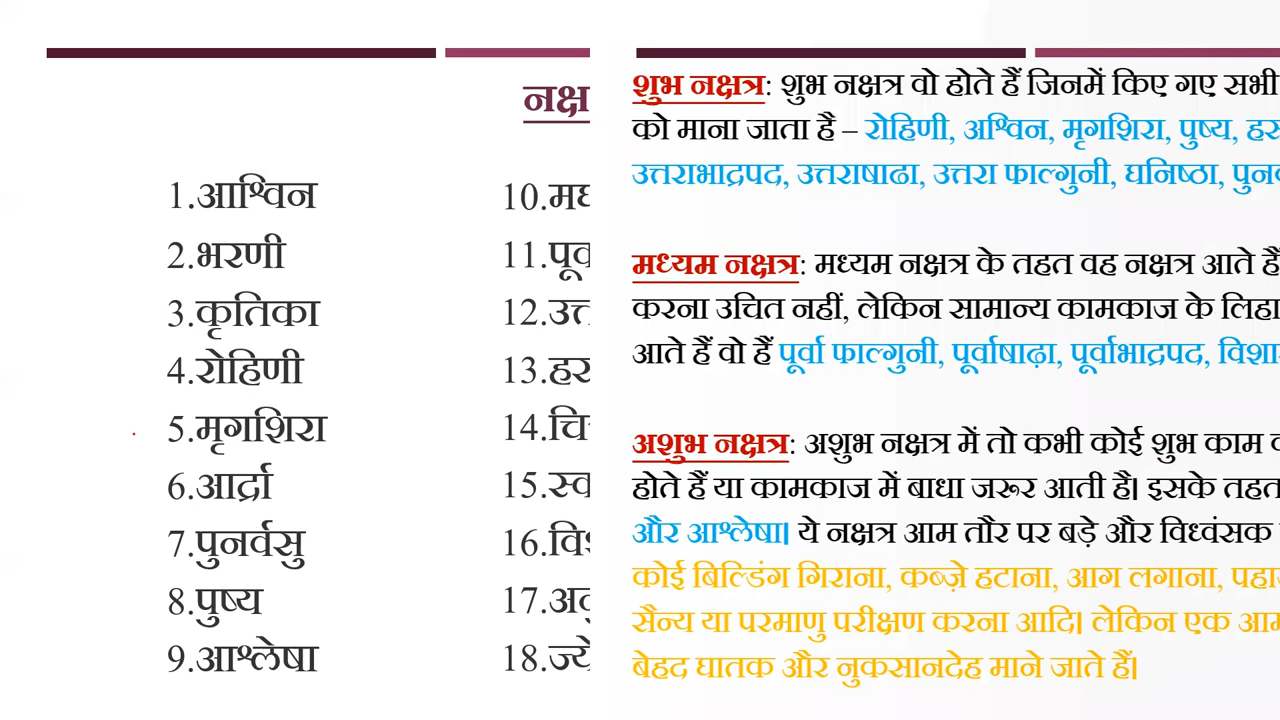 1.आश्विन
2.भरणी
3.कृतिका
4.रोहिणी
5.मृगशिरा
6.आर्द्रा
7.पुनर्वसु
8.पुष्य
9.आश्लेषा
10.
11.
12.
13.
14.
15.
16.
17.
18.
शुभ नक्षत्र: शुभ नक्षत्र वो होते हैं जिनमें किए गए सभी
को माना जाता है – रोहिणी, अश्विन, मृगशिरा, पुष्य,
उत्तराभाद्रपद, उत्तराषाढा, उत्तरा फाल्गुनी, घनिष्ठा,
मध्यम नक्षत्र: मध्यम नक्षत्र के तहत वह नक्षत्र आते हैं
करना उचित नहीं, लेकिन सामान्य कामकाज के
आते हैं वो हैं पूर्वा फाल्गुनी, पूर्वाषाढ़ा, पूर्वाभाद्रपद,
अशुभ नक्षत्र: अशुभ नक्षत्र में तो कभी कोई शुभ काम
होते हैं या कामकाज में बाधा जरूर आती है। इसके तहत
और आश्लेषा। ये नक्षत्र आम तौर पर बड़े और विध्वंसक
कोई बिल्डिंग गिराना, कब्ज़े हटाना, आग लगाना,
सैन्य या परमाणु परीक्षण करना आदि। लेकिन एक
बेहद घातक और नुकसानदेह माने जाते हैं।